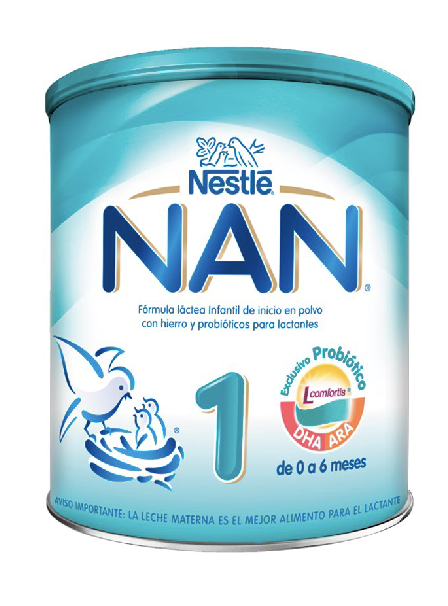 Nestlé
NAN®
Fórmula láctea infantil de inicio en polvo
con hierro y probióticos para lactantes
1
Exclusivo Probiótico
L comfortis®
DHA ARA
®
de 0 a 6 meses
AVISO IMPORTANTE: LA LECHE MATERNA ES EL MEJOR ALIMENTO PARA EL LACTANTE